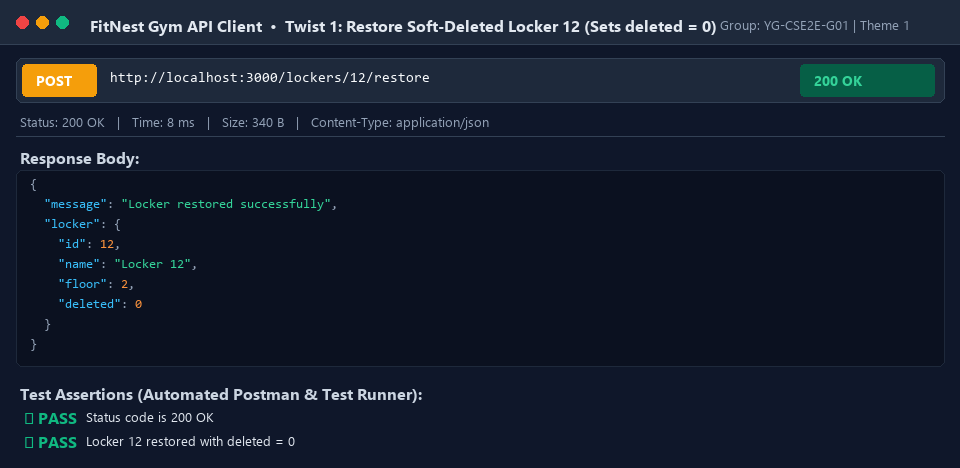 FitNest Gym API Client • Twist 1: Restore Soft-Deleted Locker 12 (Sets deleted = 0) Group: YG-CSE2E-G01 | Theme 1
POST http://localhost:3000/lockers/12/restore 200 OK
Status: 200 OK | Time: 8 ms | Size: 340 B | Content-Type: application/json
Response Body:
{
  "message": "Locker restored successfully",
  "locker": {
    "id": 12,
    "name": "Locker 12",
    "floor": 2,
    "deleted": 0
  }
}
Test Assertions (Automated Postman & Test Runner):
PASS Status code is 200 OK
PASS Locker 12 restored with deleted = 0